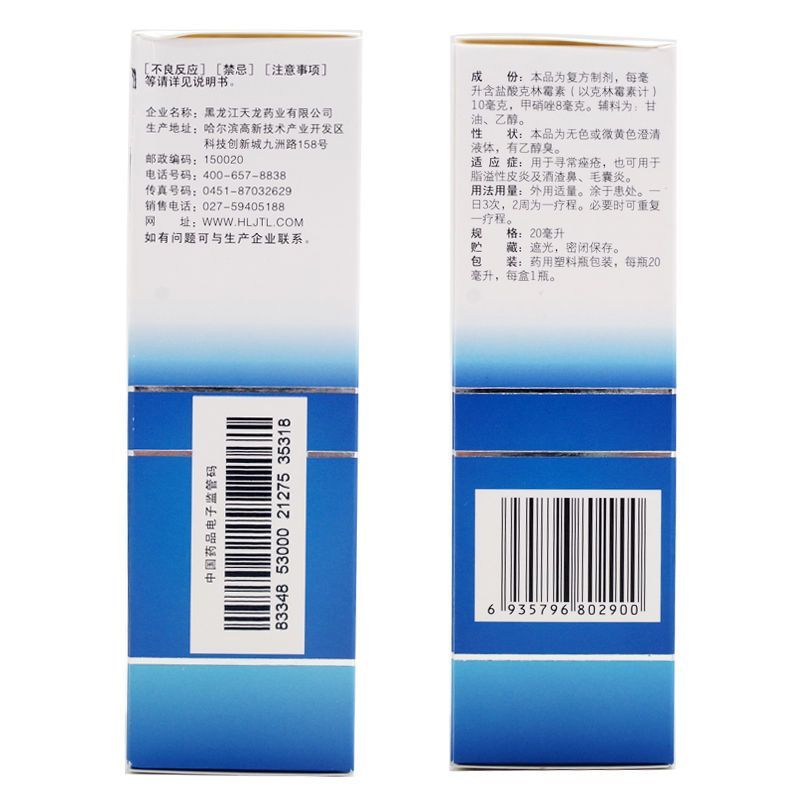 [不良反应] [禁忌] [注意事项]
等请详见说明书。
企业名称：黑龙江天龙药业有限公司
生产地址：哈尔滨高新技术产业开发区
科技创新城九洲路158号
邮政编码：150020
电话号码：400-657-8838
传真号码：0451-87032629
销售电话：027-59405188
网　　址：WWW.HLJTL.COM
如有问题可与生产企业联系。
中国药品电子监管码
83348 53000 21275 35318
成　　份：本品为复方制剂，每毫
升含盐酸克林霉素（以克林霉素计）
10毫克，甲硝唑8毫克。辅料为：甘
油、乙醇。
性　　状：本品为无色或微黄色澄清
液体，有乙醇臭。
适 应 症：用于寻常痤疮，也可用于
脂溢性皮炎及酒渣鼻、毛囊炎。
用法用量：外用适量。涂于患处。一
日3次，2周为一疗程。必要时可重复
一疗程。
规　　格：20毫升
贮　　藏：遮光，密闭保存。
包　　装：药用塑料瓶包装，每瓶20
毫升，每盒1瓶。
6 935796 802900